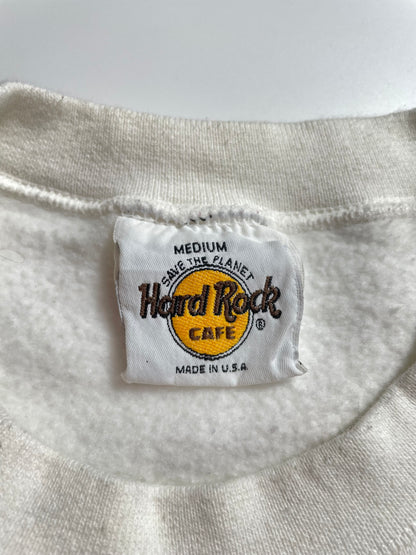 MEDIUM
SAVE THE PLANET
Hard Rock
CAFE
®
MADE IN U.S.A.